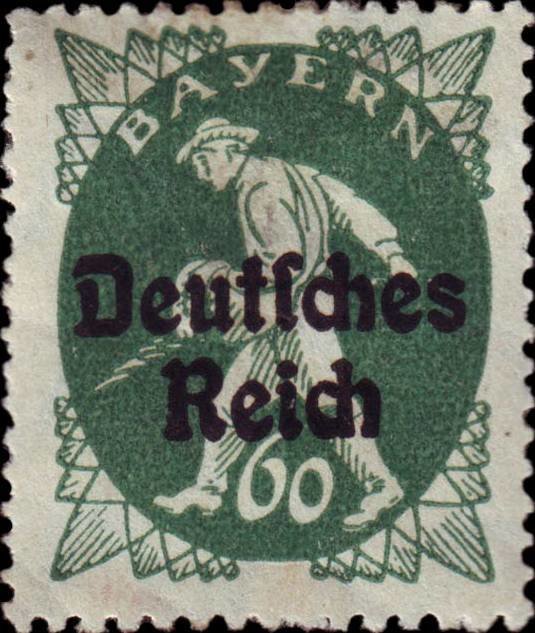 BAYERN
Deutſches
Reich
60